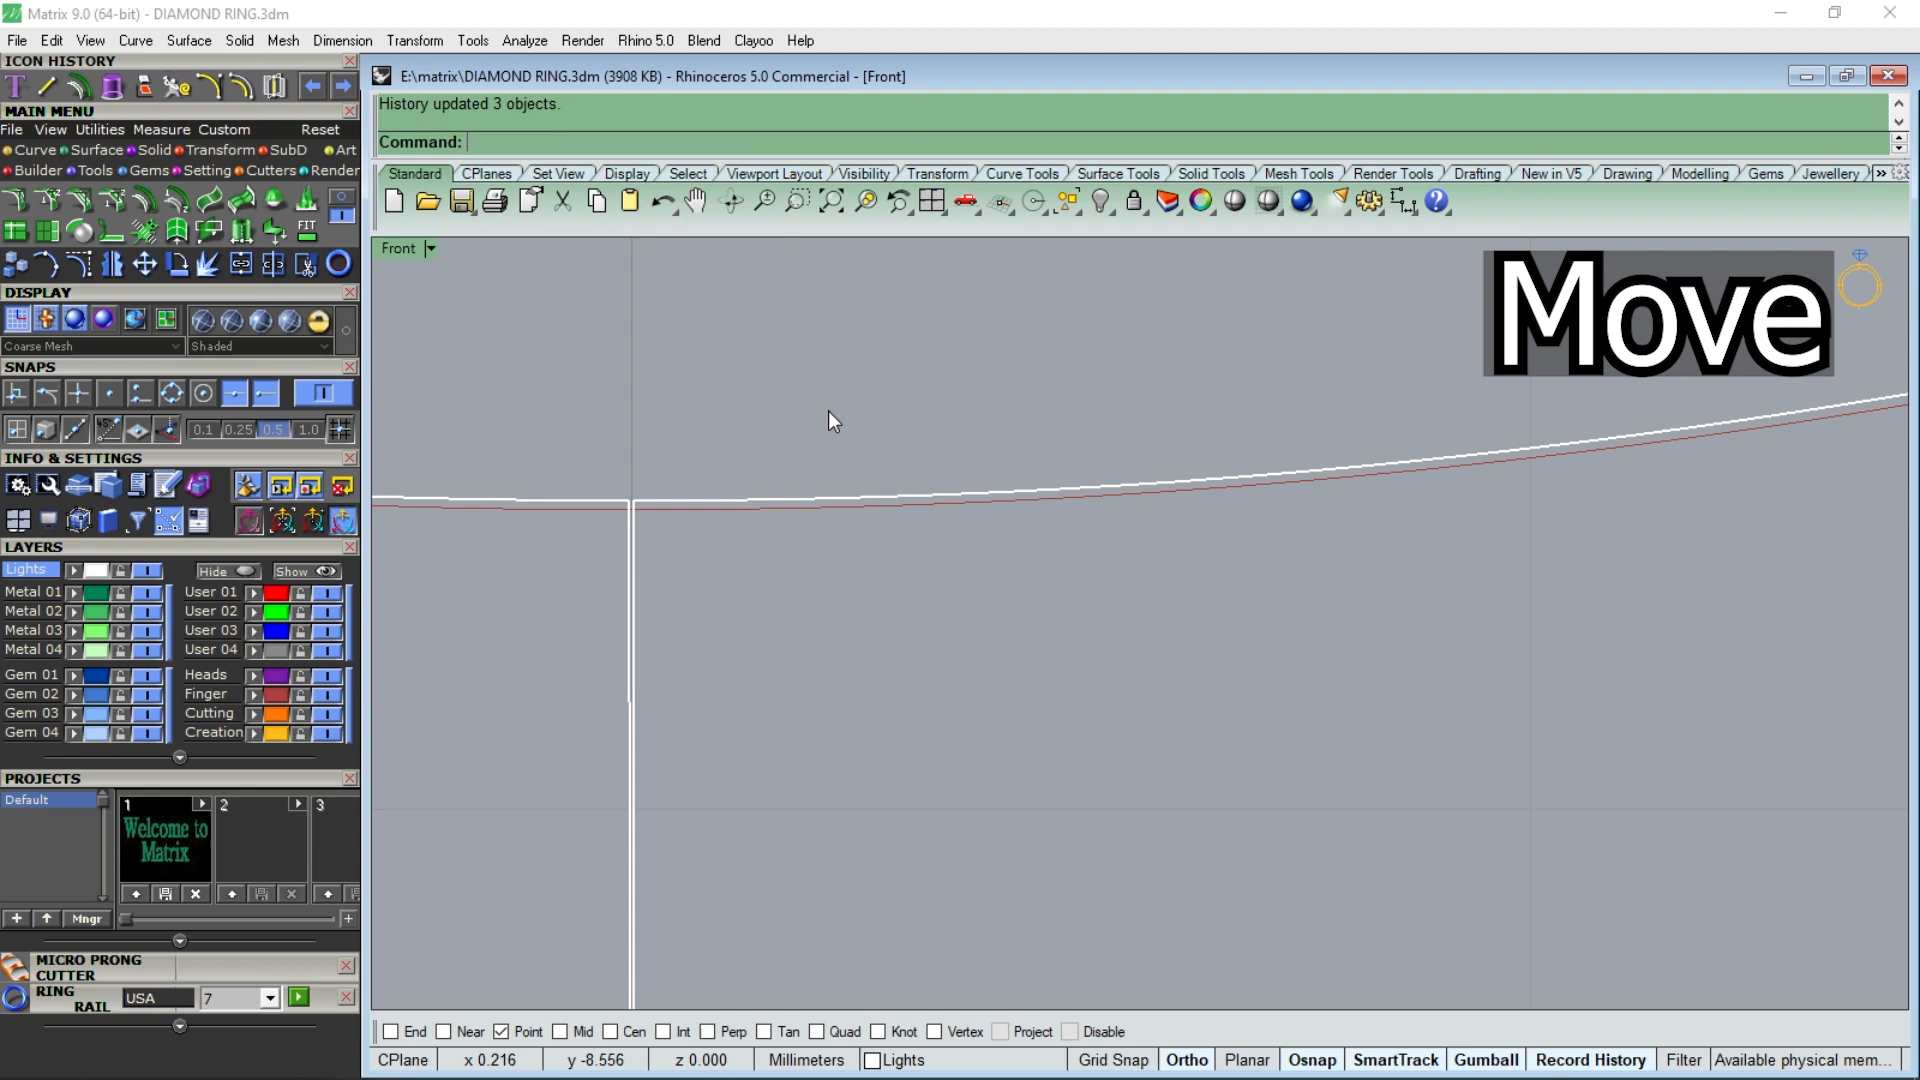 Matrix 9.0 (64-bit) - DIAMOND RING.3dm
File Edit View Curve Surface Solid Mesh Dimension Transform Tools Analyze Render Rhino 5.0 Blend Clayoo Help
ICON HISTORY
MAIN MENU
File View Utilities Measure Custom Reset
Curve Surface Solid Transform SubD Art
Builder Tools Gems Setting Cutters Render
FIT
DISPLAY
Coarse Mesh Shaded
SNAPS
0.1 0.25 0.5 1.0
INFO & SETTINGS
LAYERS
Lights Hide Show
Metal 01 User 01
Metal 02 User 02
Metal 03 User 03
Metal 04 User 04
Gem 01 Heads
Gem 02 Finger
Gem 03 Cutting
Gem 04 Creation
PROJECTS
Default
1 2 3
Welcome to
Matrix
Mngr
MICRO PRONG
CUTTER
RING
RAIL USA 7
E:\matrix\DIAMOND RING.3dm (3908 KB) - Rhinoceros 5.0 Commercial - [Front]
History updated 3 objects.
Command:
Standard CPlanes Set View Display Select Viewport Layout Visibility Transform Curve Tools Surface Tools Solid Tools Mesh Tools Render Tools Drafting New in V5 Drawing Modelling Gems Jewellery »
Front
Move
End Near Point Mid Cen Int Perp Tan Quad Knot Vertex Project Disable
CPlane x 0.216 y -8.556 z 0.000 Millimeters Lights Grid Snap Ortho Planar Osnap SmartTrack Gumball Record History Filter Available physical mem...